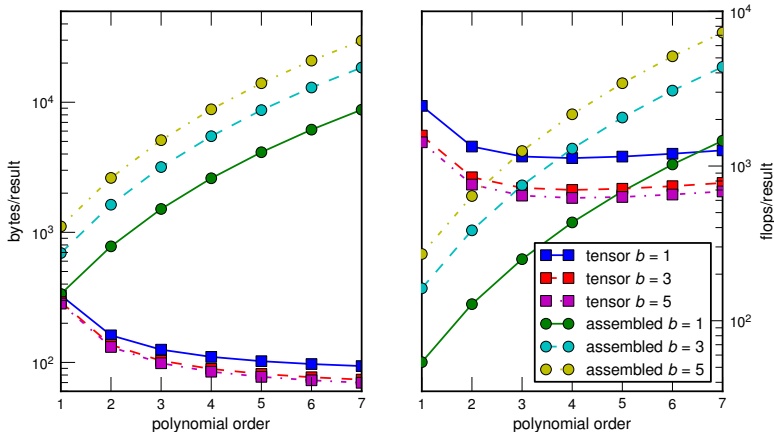 bytes/result
10^4
10^3
10^2
1 2 3 4 5 6 7
polynomial order
1 2 3 4 5 6 7
polynomial order
10^4
10^3
10^2
flops/result
tensor b = 1
tensor b = 3
tensor b = 5
assembled b = 1
assembled b = 3
assembled b = 5